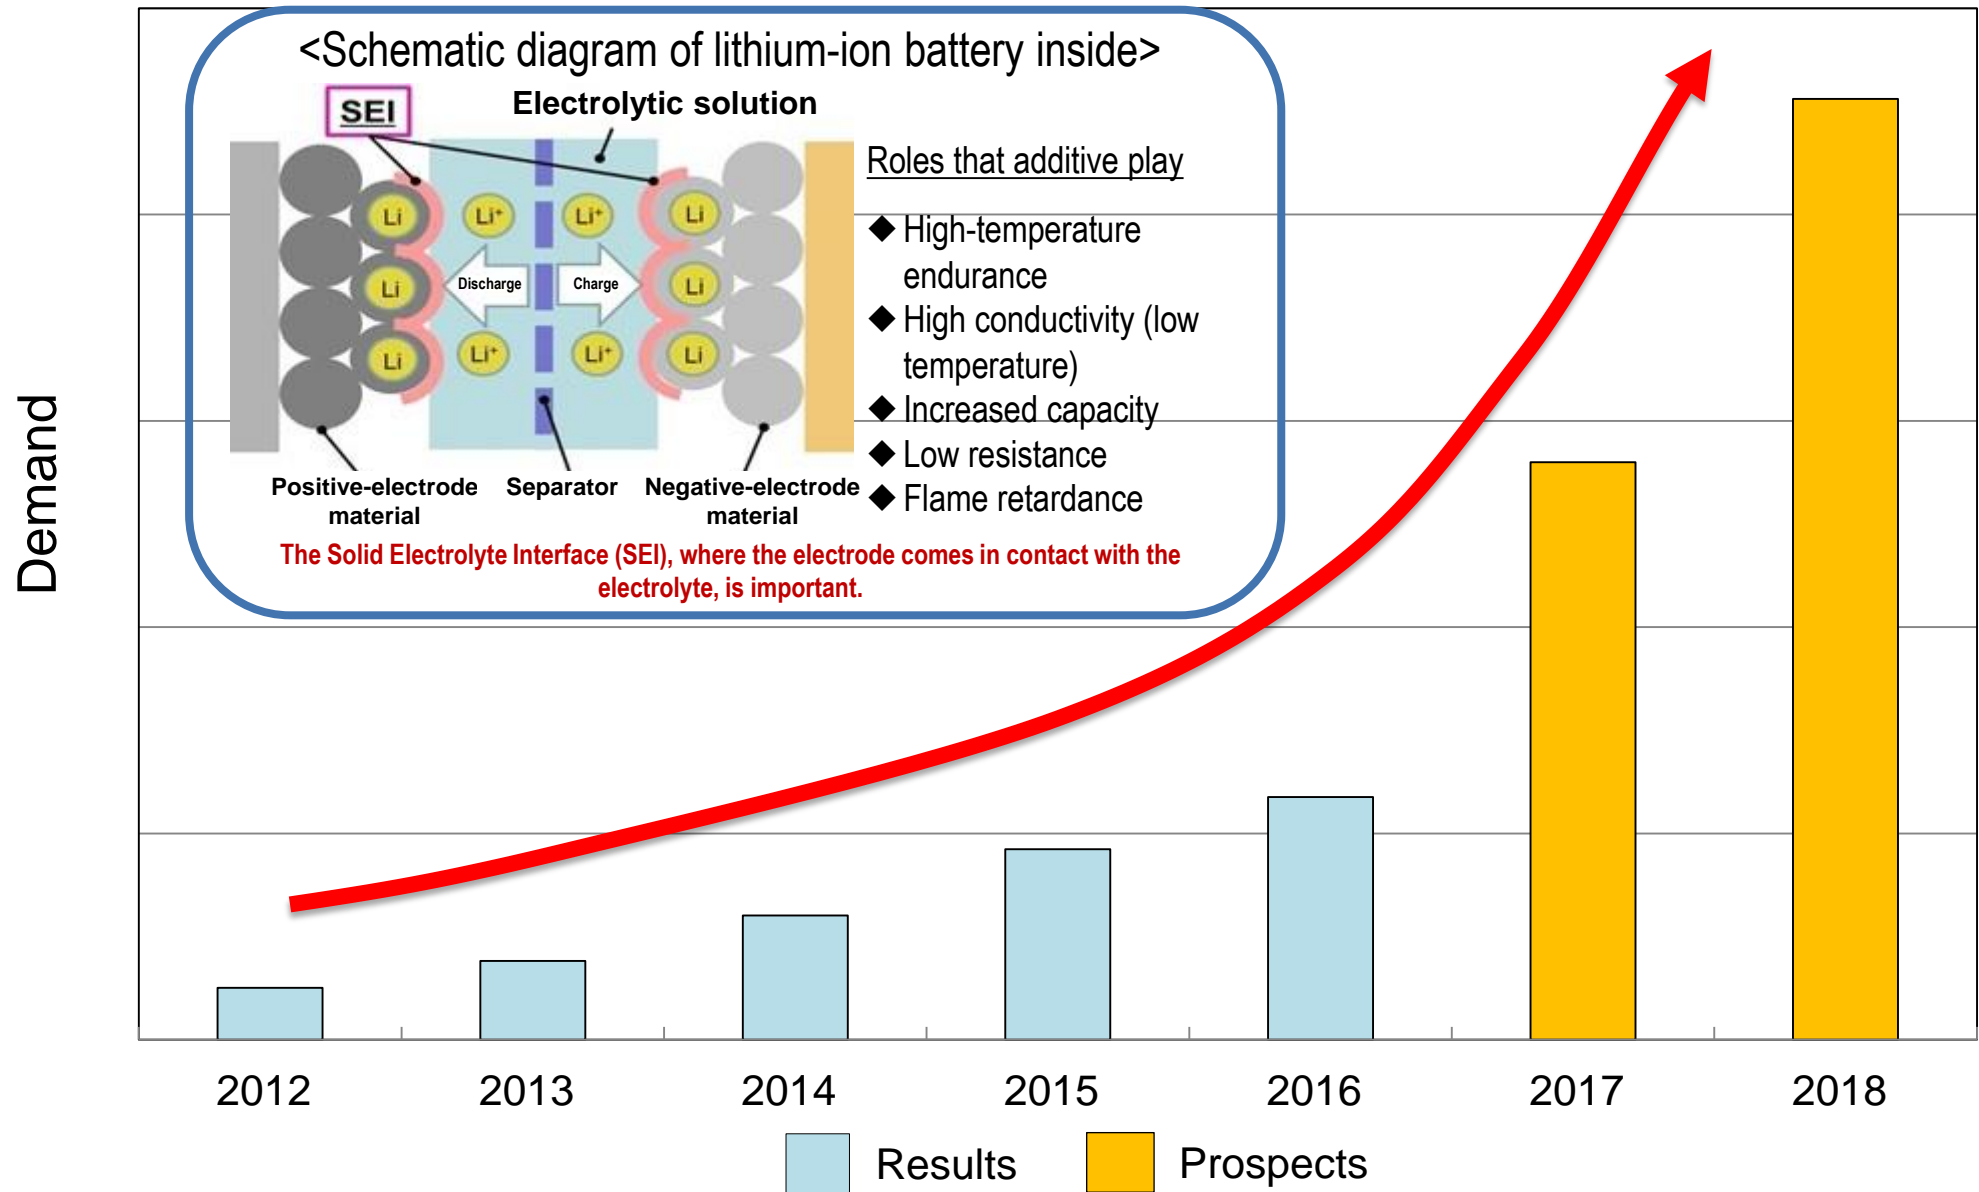 <Schematic diagram of lithium-ion battery inside>
SEI
Electrolytic solution
Li
Li⁺
Li⁺
Li
Li
Discharge
Charge
Li
Li
Li⁺
Li⁺
Li
Positive-electrode
material
Separator
Negative-electrode
material
Roles that additive play
◆ High-temperature
endurance
◆ High conductivity (low
temperature)
◆ Increased capacity
◆ Low resistance
◆ Flame retardance
The Solid Electrolyte Interface (SEI), where the electrode comes in contact with the
electrolyte, is important.
Demand
2012 2013 2014 2015 2016 2017 2018
Results Prospects